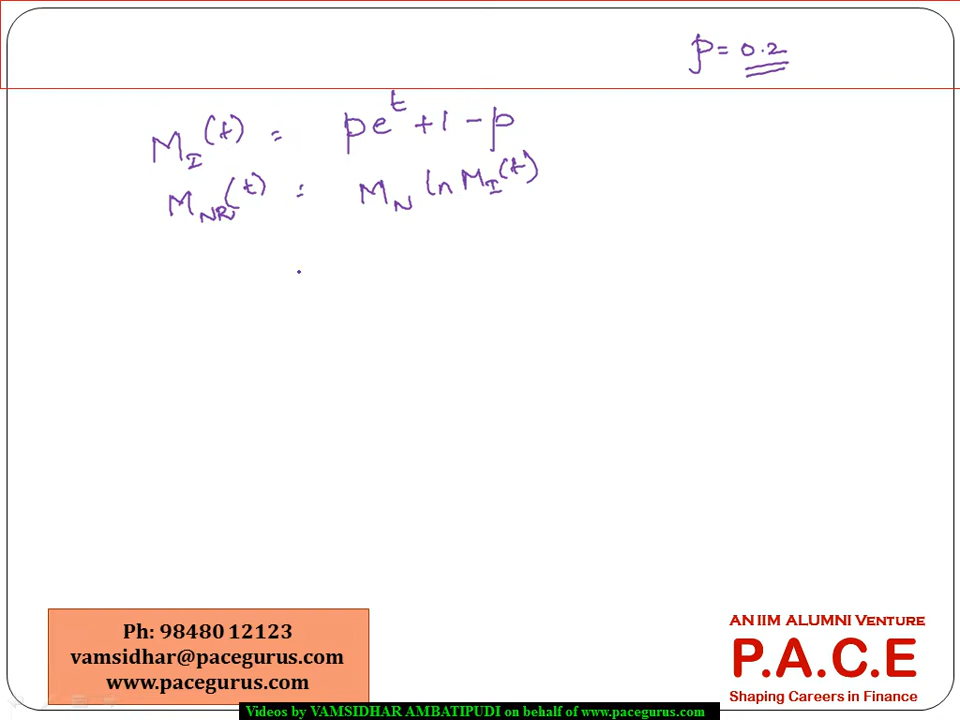 p = 0.2
M_I(t) = pe^t + 1 - p
M_NR(t) = M_N ln M_I(t)
Ph: 98480 12123
vamsidhar@pacegurus.com
www.pacegurus.com
AN IIM ALUMNI VENTURE
P.A.C.E
Shaping Careers in Finance
Videos by VAMSIDHAR AMBATIPUDI on behalf of www.pacegurus.com